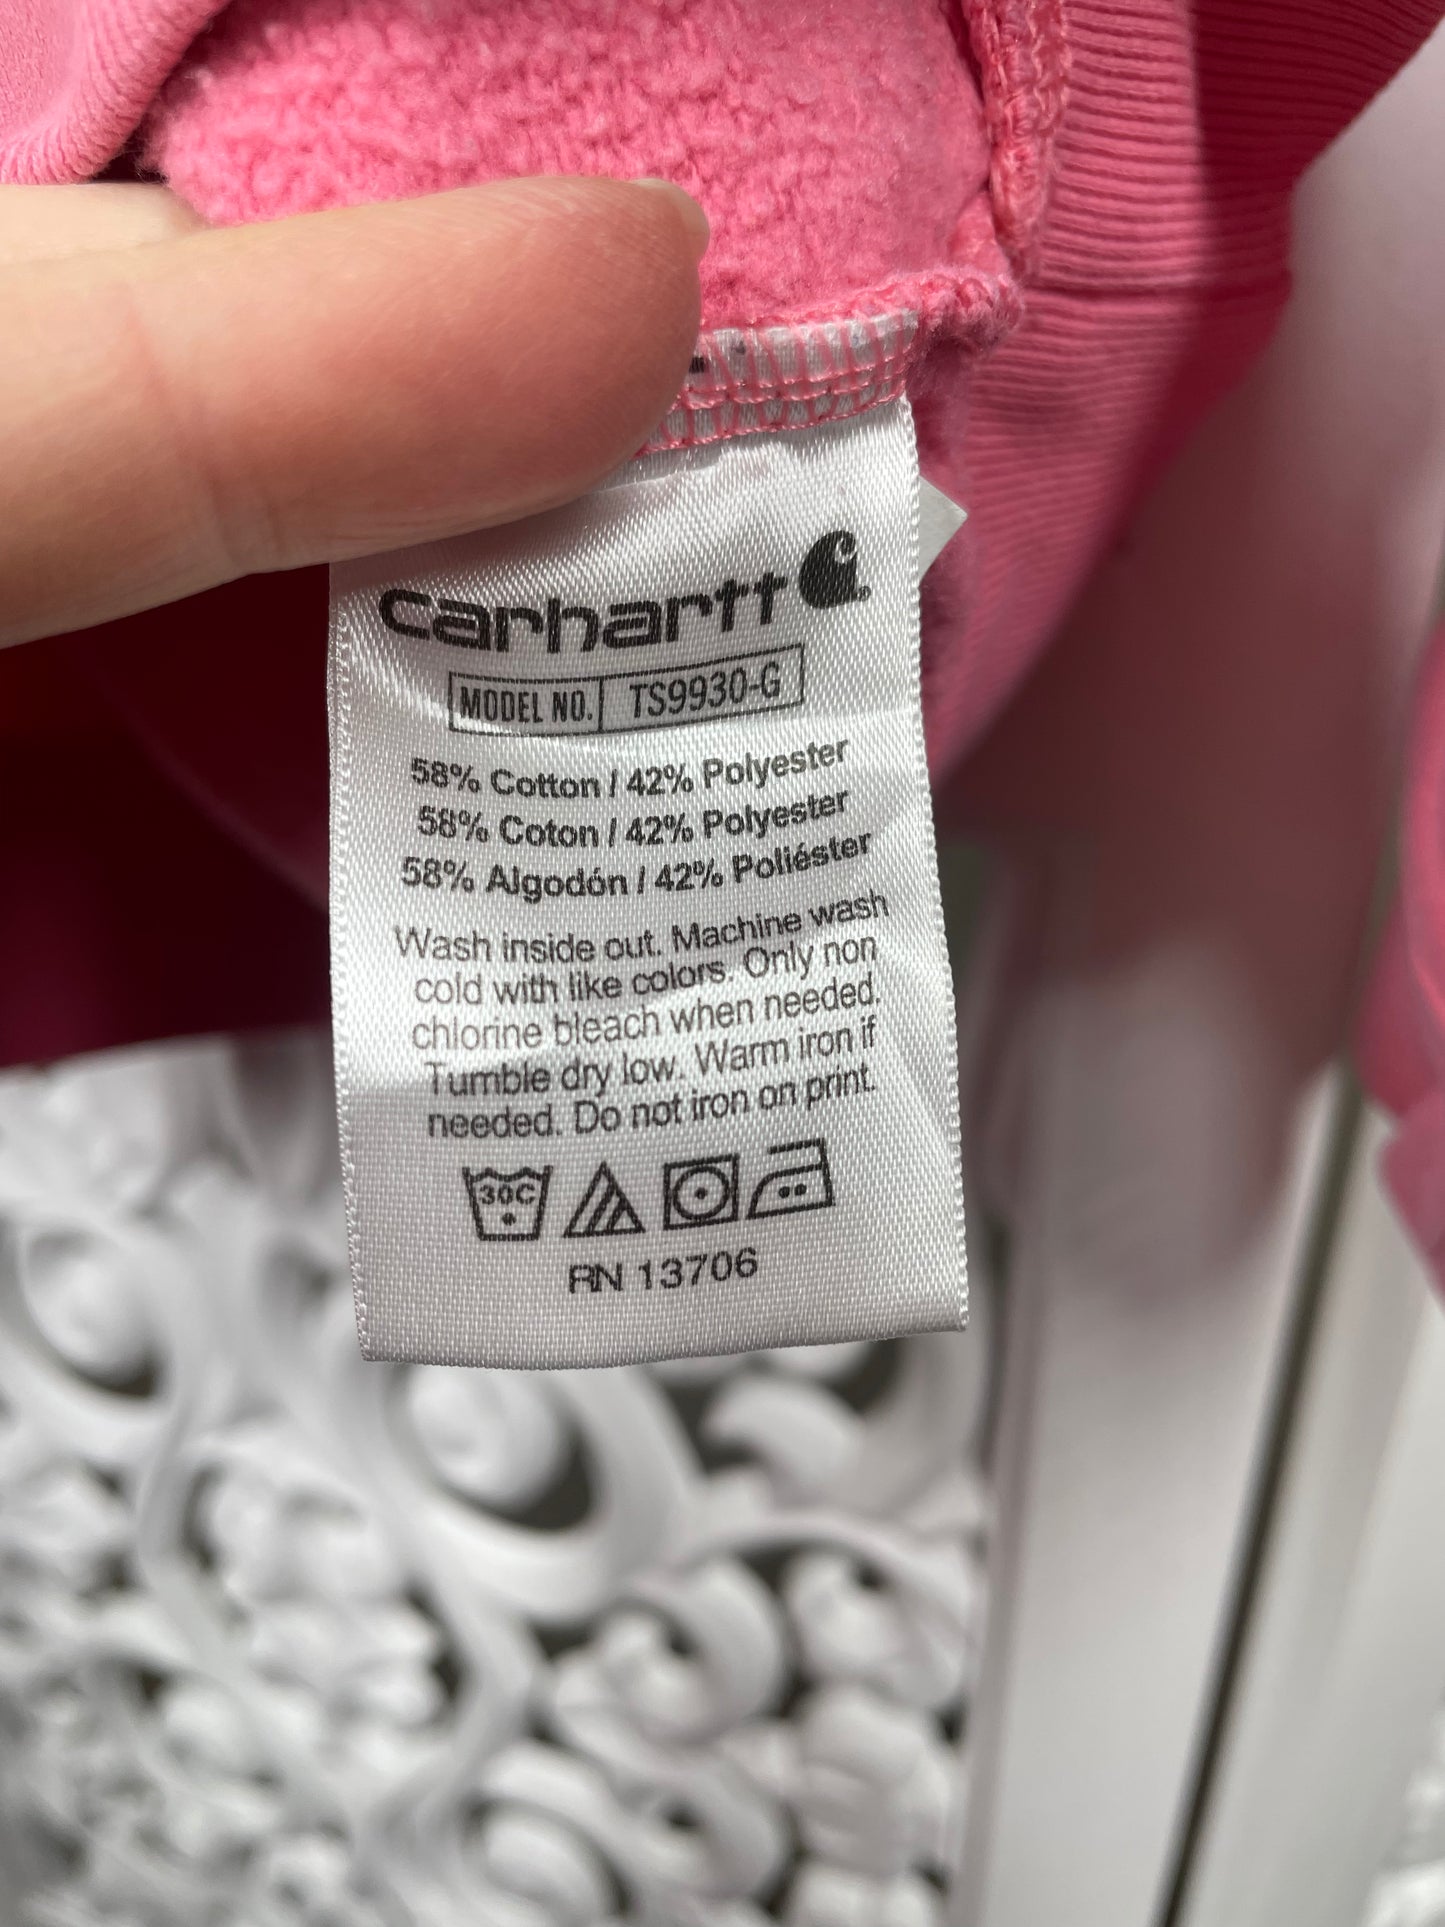 carhartt
MODEL NO. TS9930-G
58% Cotton / 42% Polyester
58% Coton / 42% Polyester
58% Algodón / 42% Poliéster
Wash inside out. Machine wash
cold with like colors. Only non
chlorine bleach when needed.
Tumble dry low. Warm iron if
needed. Do not iron on print.
30C
RN 13706